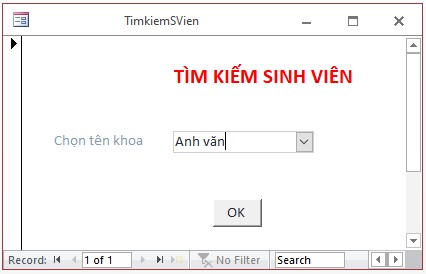 TimkiemSVien
TÌM KIẾM SINH VIÊN
Chọn tên khoa
Anh văn
OK
Record: 1 of 1 No Filter Search